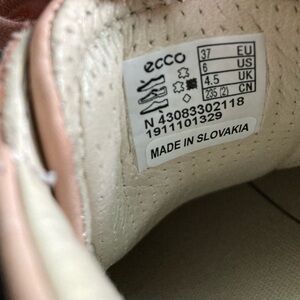 ecco
37 EU
6 US
4.5 UK
235 (2) CN
N 43083302118
1911101329
MADE IN SLOVAKIA